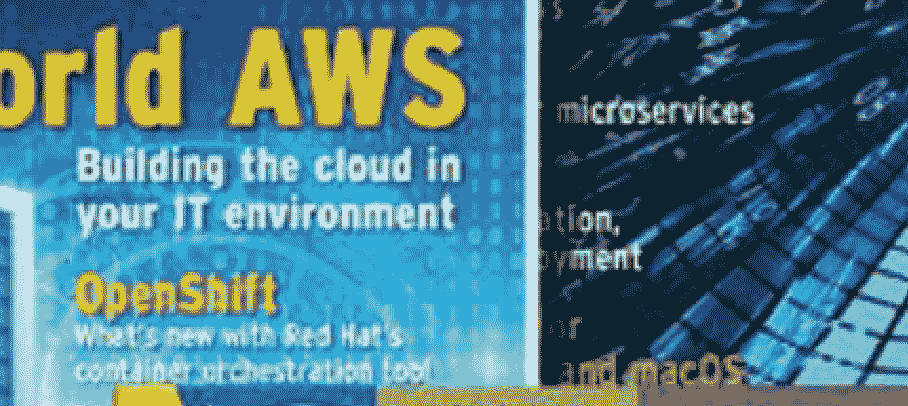 orld AWS
Building the cloud in
your IT environment
OpenShift
What's new with Red Hat's
container orchestration tool
microservices
ation,
yment
or
and macOS